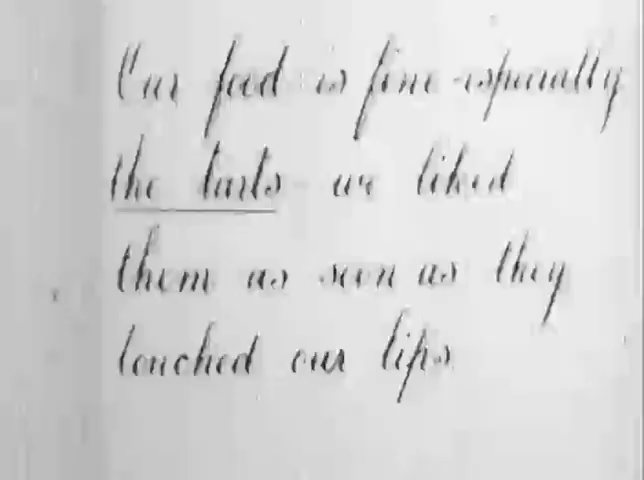 Our food is fine especially
the tarts - we liked
them as soon as they
touched our lips